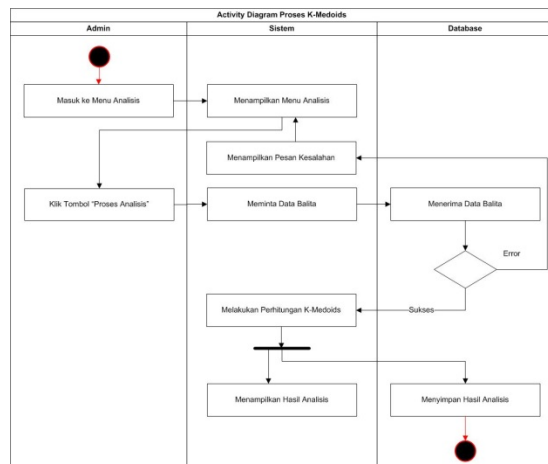 Activity Diagram Proses K-Medoids
Admin
Sistem
Database
Masuk ke Menu Analisis
Menampilkan Menu Analisis
Menampilkan Pesan Kesalahan
Klik Tombol "Proses Analisis"
Meminta Data Balita
Menerima Data Balita
Error
Melakukan Perhitungan K-Medoids
Sukses
Menampilkan Hasil Analisis
Menyimpan Hasil Analisis